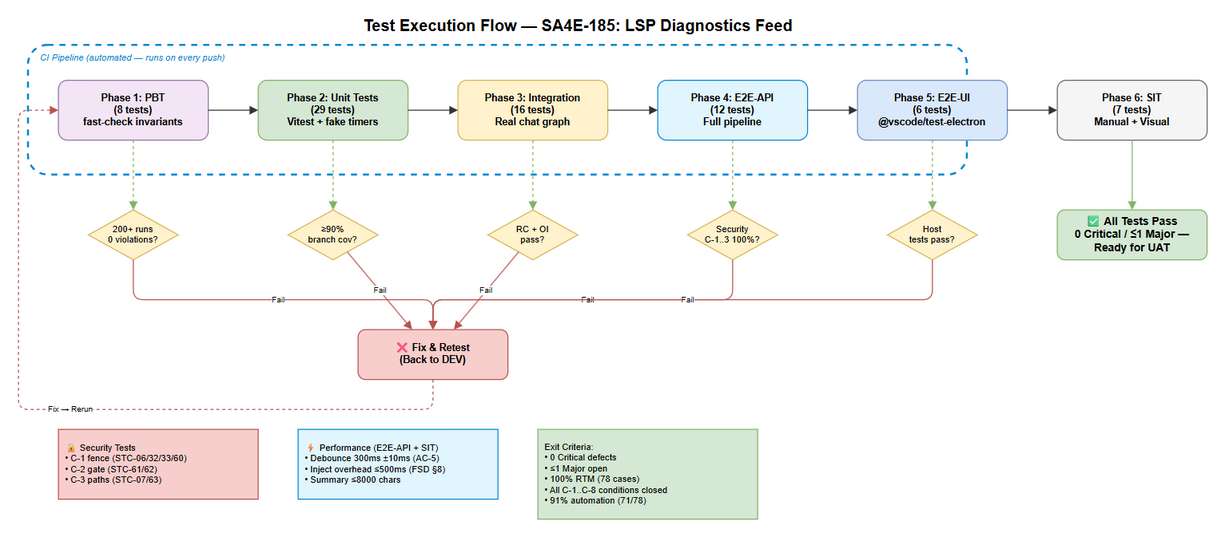 Test Execution Flow — SA4E-185: LSP Diagnostics Feed
CI Pipeline (automated — runs on every push)
Phase 1: PBT
(8 tests)
fast-check invariants
Phase 2: Unit Tests
(29 tests)
Vitest + fake timers
Phase 3: Integration
(16 tests)
Real chat graph
Phase 4: E2E-API
(12 tests)
Full pipeline
Phase 5: E2E-UI
(6 tests)
@vscode/test-electron
Phase 6: SIT
(7 tests)
Manual + Visual
200+ runs
0 violations?
≥90%
branch cov?
RC + OI
pass?
Security
C-1..3 100%?
Host
tests pass?
✅ All Tests Pass
0 Critical / ≤1 Major —
Ready for UAT
Fail
Fail
Fail
Fail
Fail
❌ Fix & Retest
(Back to DEV)
Fix → Rerun
🔒 Security Tests
• C-1 fence (STC-06/32/33/60)
• C-2 gate (STC-61/62)
• C-3 paths (STC-07/63)
⚡ Performance (E2E-API + SIT)
• Debounce 300ms ±10ms (AC-5)
• Inject overhead ≤500ms (FSD §8)
• Summary ≤8000 chars
Exit Criteria:
• 0 Critical defects
• ≤1 Major open
• 100% RTM (78 cases)
• All C-1..C-8 conditions closed
• 91% automation (71/78)